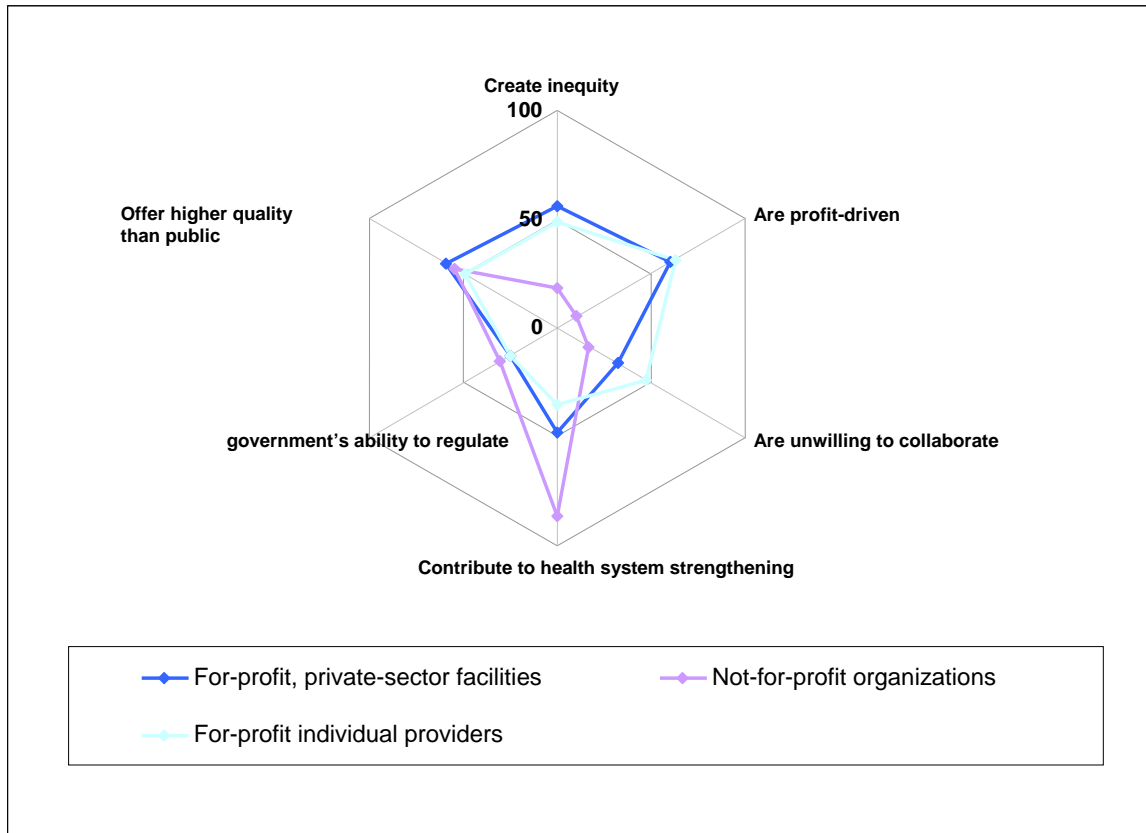 Create inequity
100
Offer higher quality
than public
50
Are profit-driven
0
government's ability to regulate
Are unwilling to collaborate
Contribute to health system strengthening
For-profit, private-sector facilities
Not-for-profit organizations
For-profit individual providers